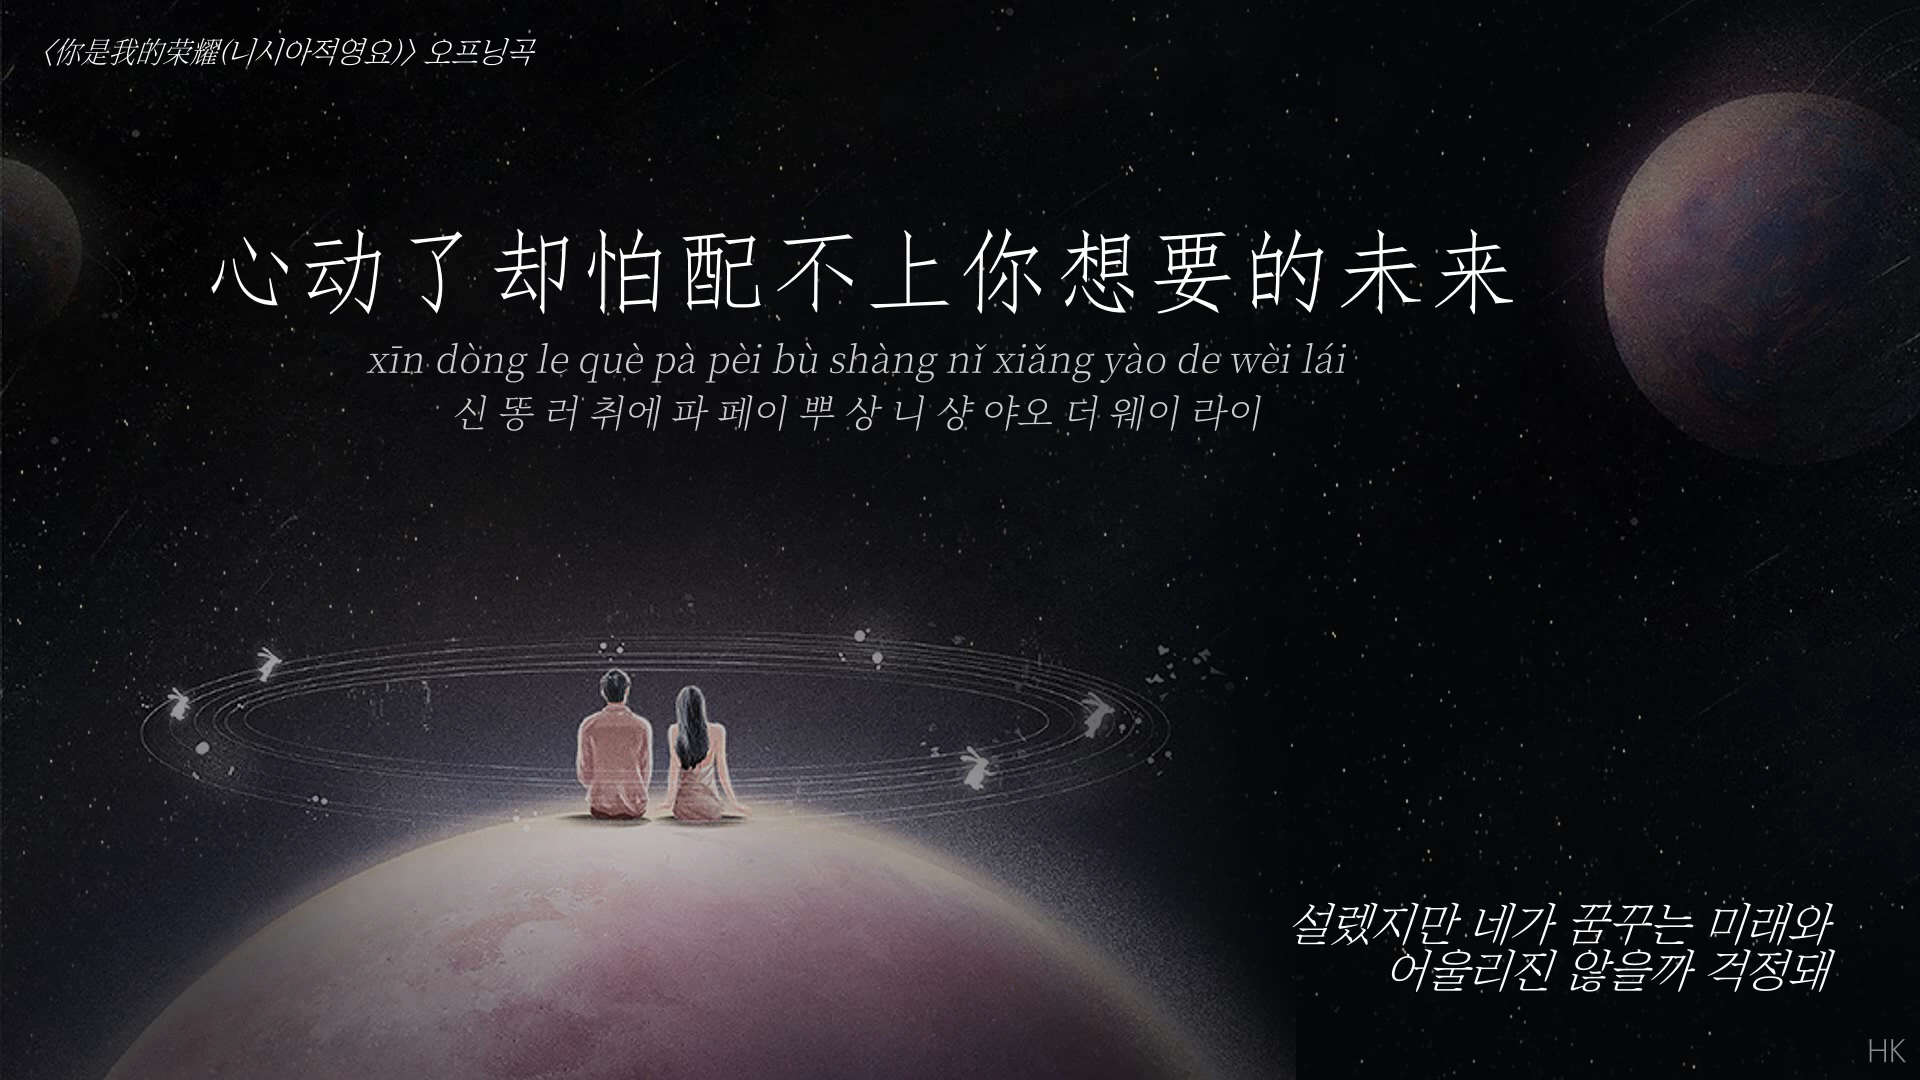 〈你是我的荣耀(니시아적영요)〉 오프닝곡
心动了却怕配不上你想要的未来
xīn dòng le què pà pèi bù shàng nǐ xiǎng yào de wèi lái
신 똥 러 취에 파 페이 뿌 상 니 샹 야오 더 웨이 라이
설렜지만 네가 꿈꾸는 미래와
어울리진 않을까 걱정돼
HK